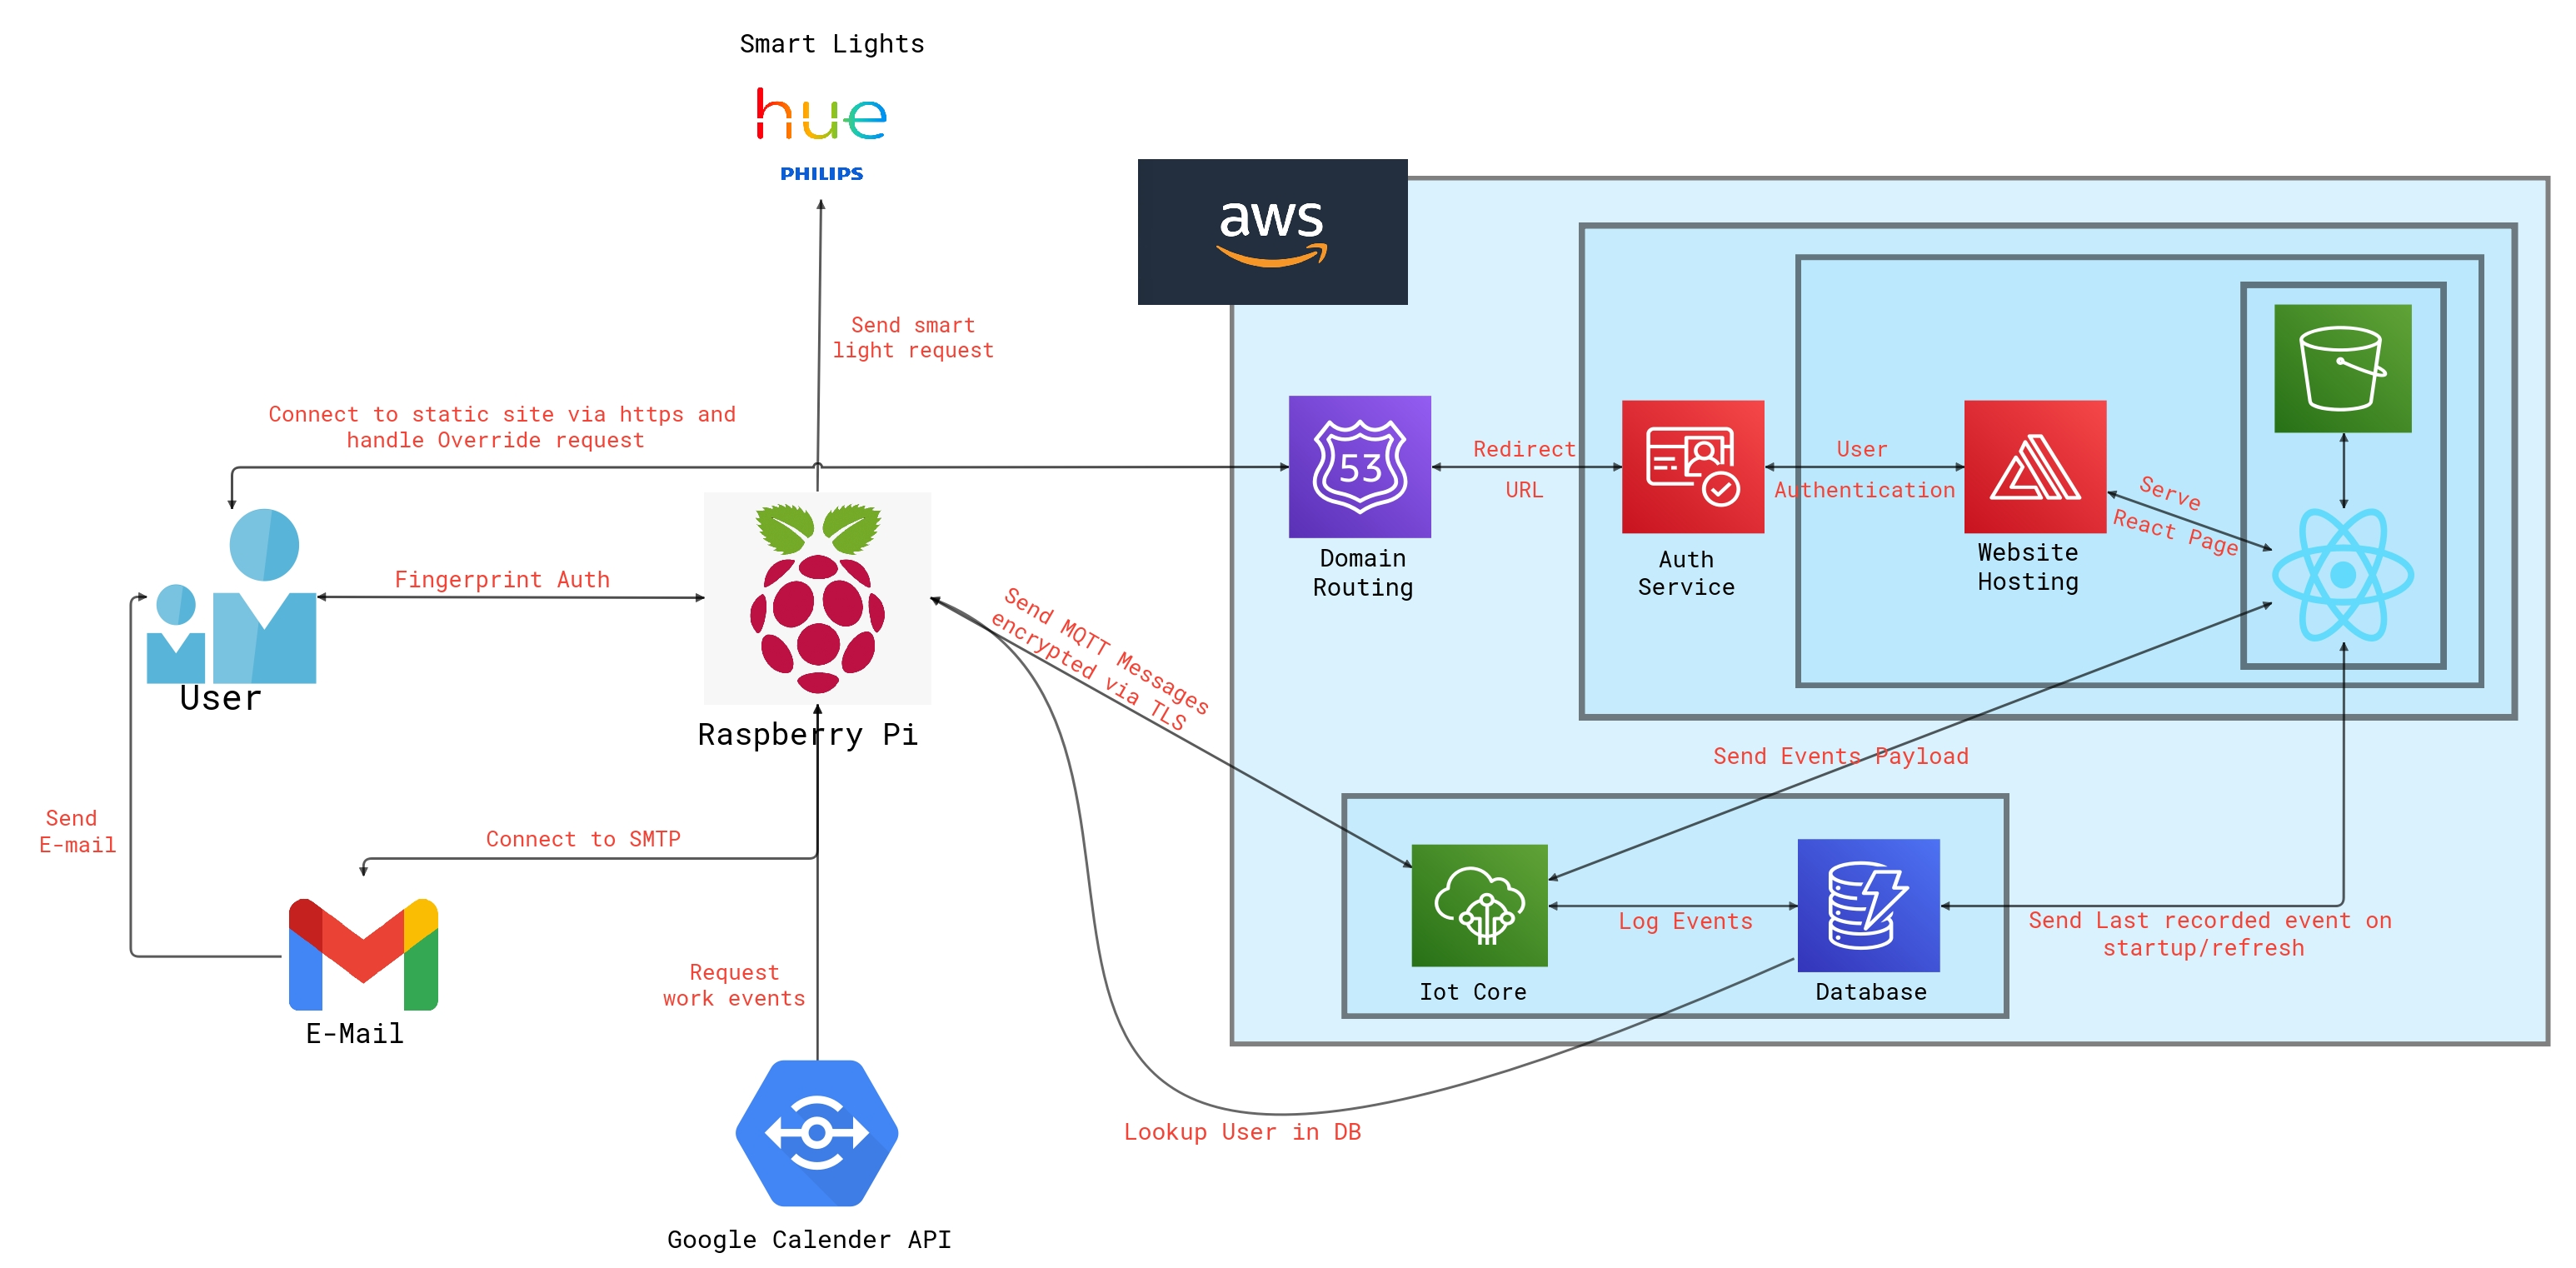 Smart Lights
hue
PHILIPS
aws
Send smart
light request
Connect to static site via https and
handle Override request
53
Redirect
URL
User
Authentication
Serve
React Page
Domain
Routing
Auth
Service
Website
Hosting
Fingerprint Auth
User
Raspberry Pi
Send MQTT Messages
encrypted via TLS
Send Events Payload
Send
E-mail
Connect to SMTP
Log Events
Send Last recorded event on
startup/refresh
Iot Core
Database
Request
work events
E-Mail
Lookup User in DB
Google Calender API